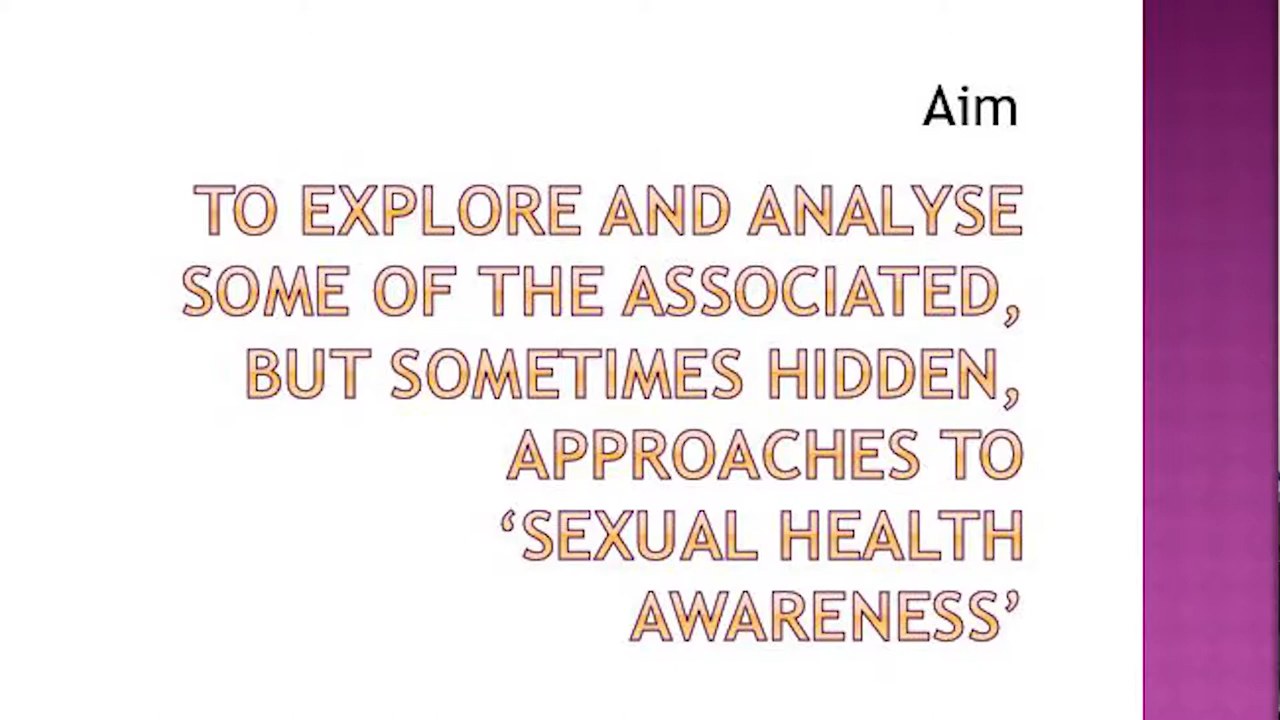 Aim
TO EXPLORE AND ANALYSE
SOME OF THE ASSOCIATED,
BUT SOMETIMES HIDDEN,
APPROACHES TO
‘SEXUAL HEALTH
AWARENESS’